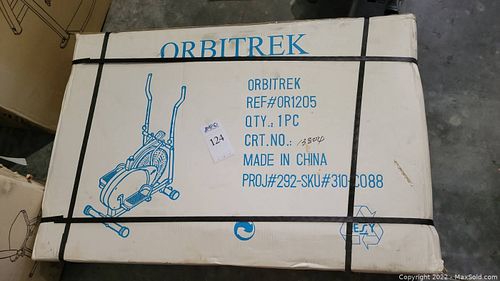 ORBITREK
ORBITREK
REF#OR1205
QTY.: 1PC
CRT.NO.:
MADE IN CHINA
PROJ#292-SKU#310-C088
124
Copyright 2022 - MaxSold.com